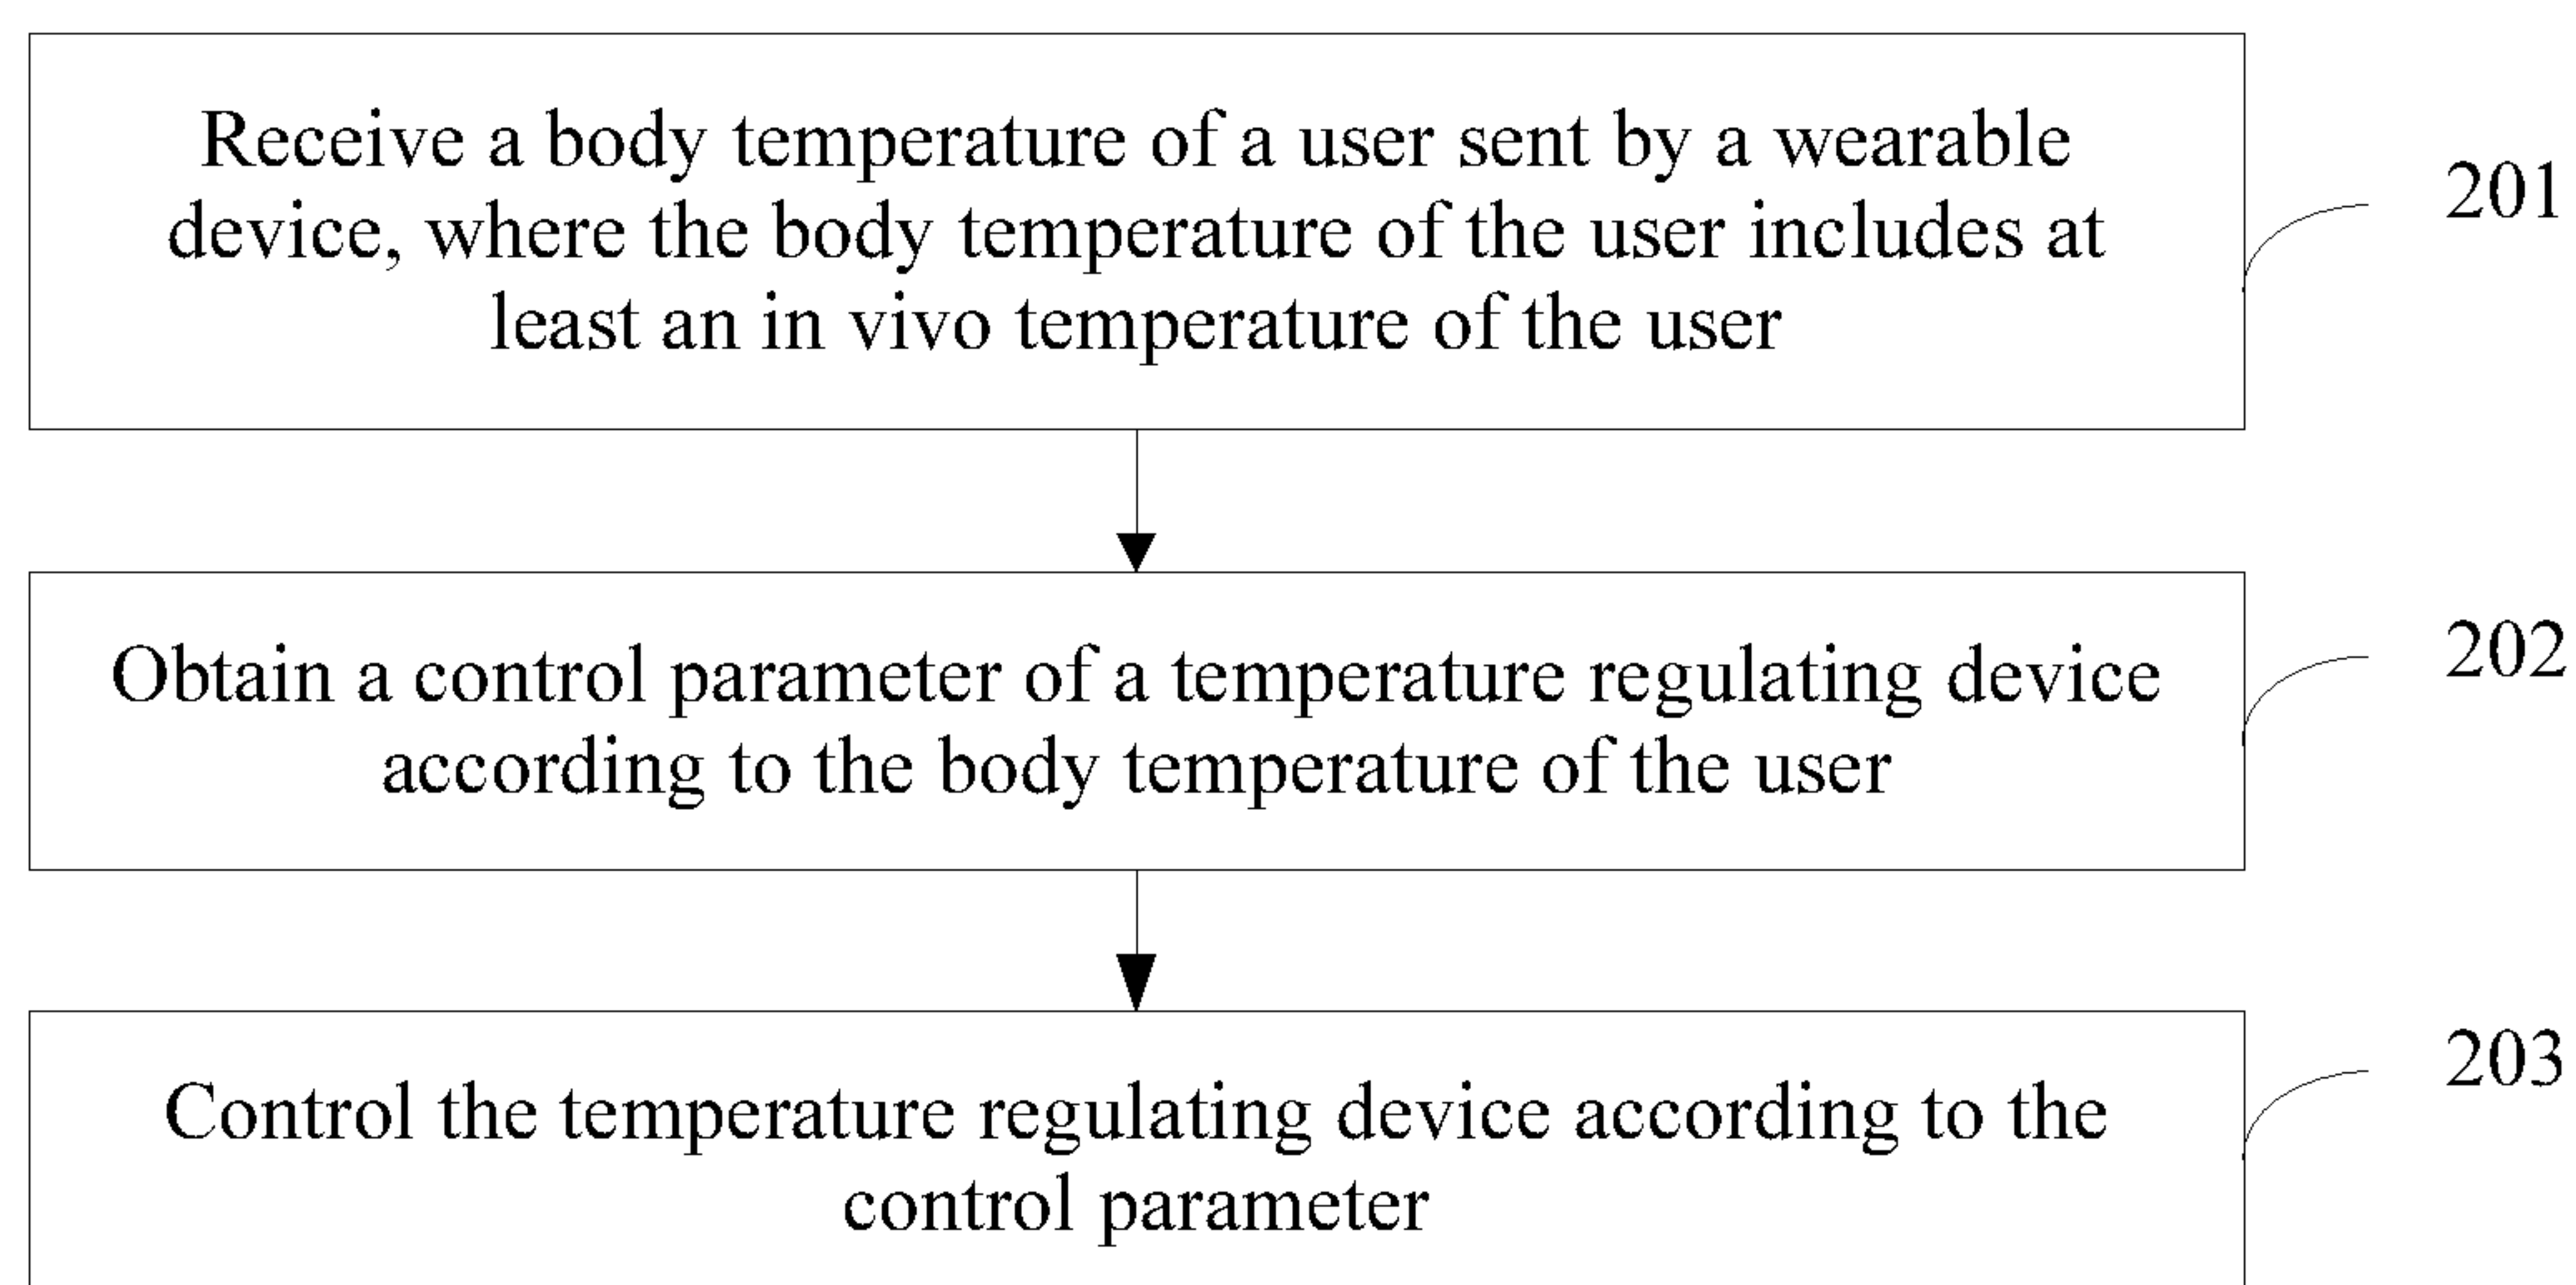 Receive a body temperature of a user sent by a wearable
device, where the body temperature of the user includes at
least an in vivo temperature of the user
201
Obtain a control parameter of a temperature regulating device
according to the body temperature of the user
202
Control the temperature regulating device according to the
control parameter
203